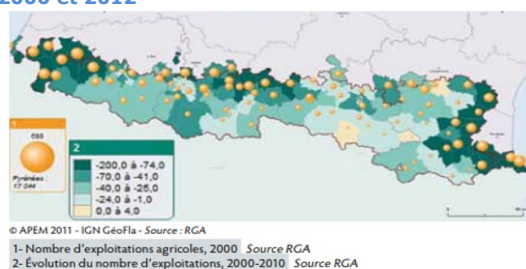 2000 et 2012
1
688
Pyrénées :
17 044
2
-200,0 à -74,0
-70,0 à -41,0
-40,0 à -25,0
-24,0 à -1,0
0,0 à 4,0
© APEM 2011 - IGN GéoFla - Source : RGA
1- Nombre d'exploitations agricoles, 2000 Source RGA
2- Évolution du nombre d'exploitations, 2000-2010 Source RGA